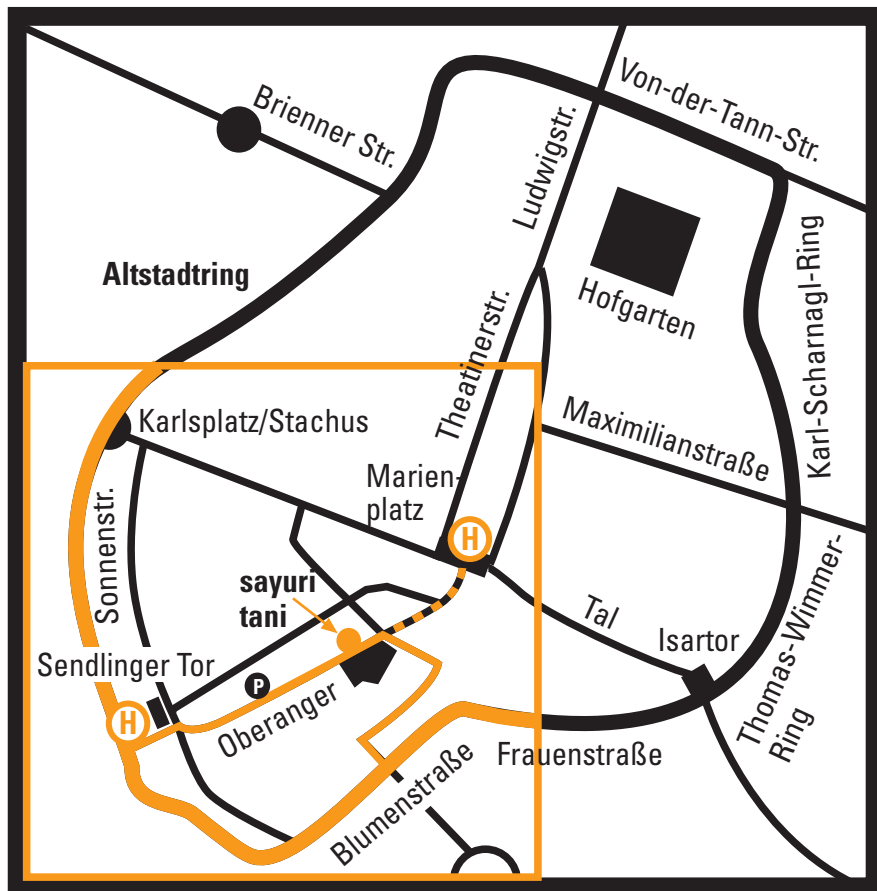 Brienner Str.
Von-der-Tann-Str.
Ludwigstr.
Altstadtring
Hofgarten
Karl-Scharnagl-Ring
Theatinerstr.
Karlsplatz/Stachus
Maximilianstraße
Marien-
platz
H
Sonnenstr.
sayuri
tani
Tal
Isartor
Thomas-Wimmer-
Ring
Sendlinger Tor
P
H
Oberanger
Frauenstraße
Blumenstraße